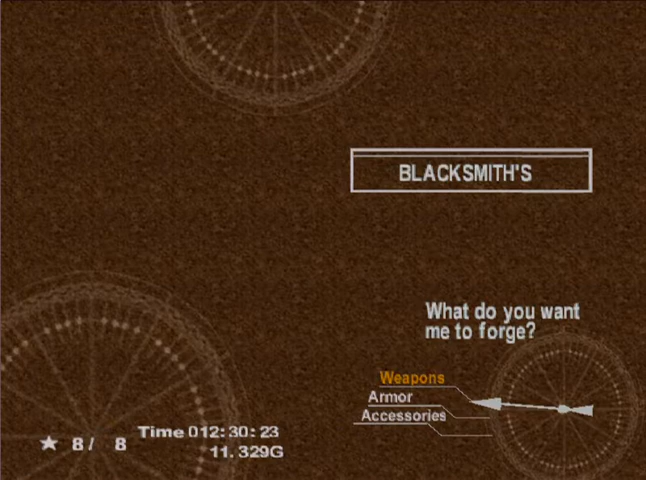 BLACKSMITH'S
What do you want
me to forge?
Weapons
Armor
Accessories
★ 8/ 8
Time 012:30:23
11.329G